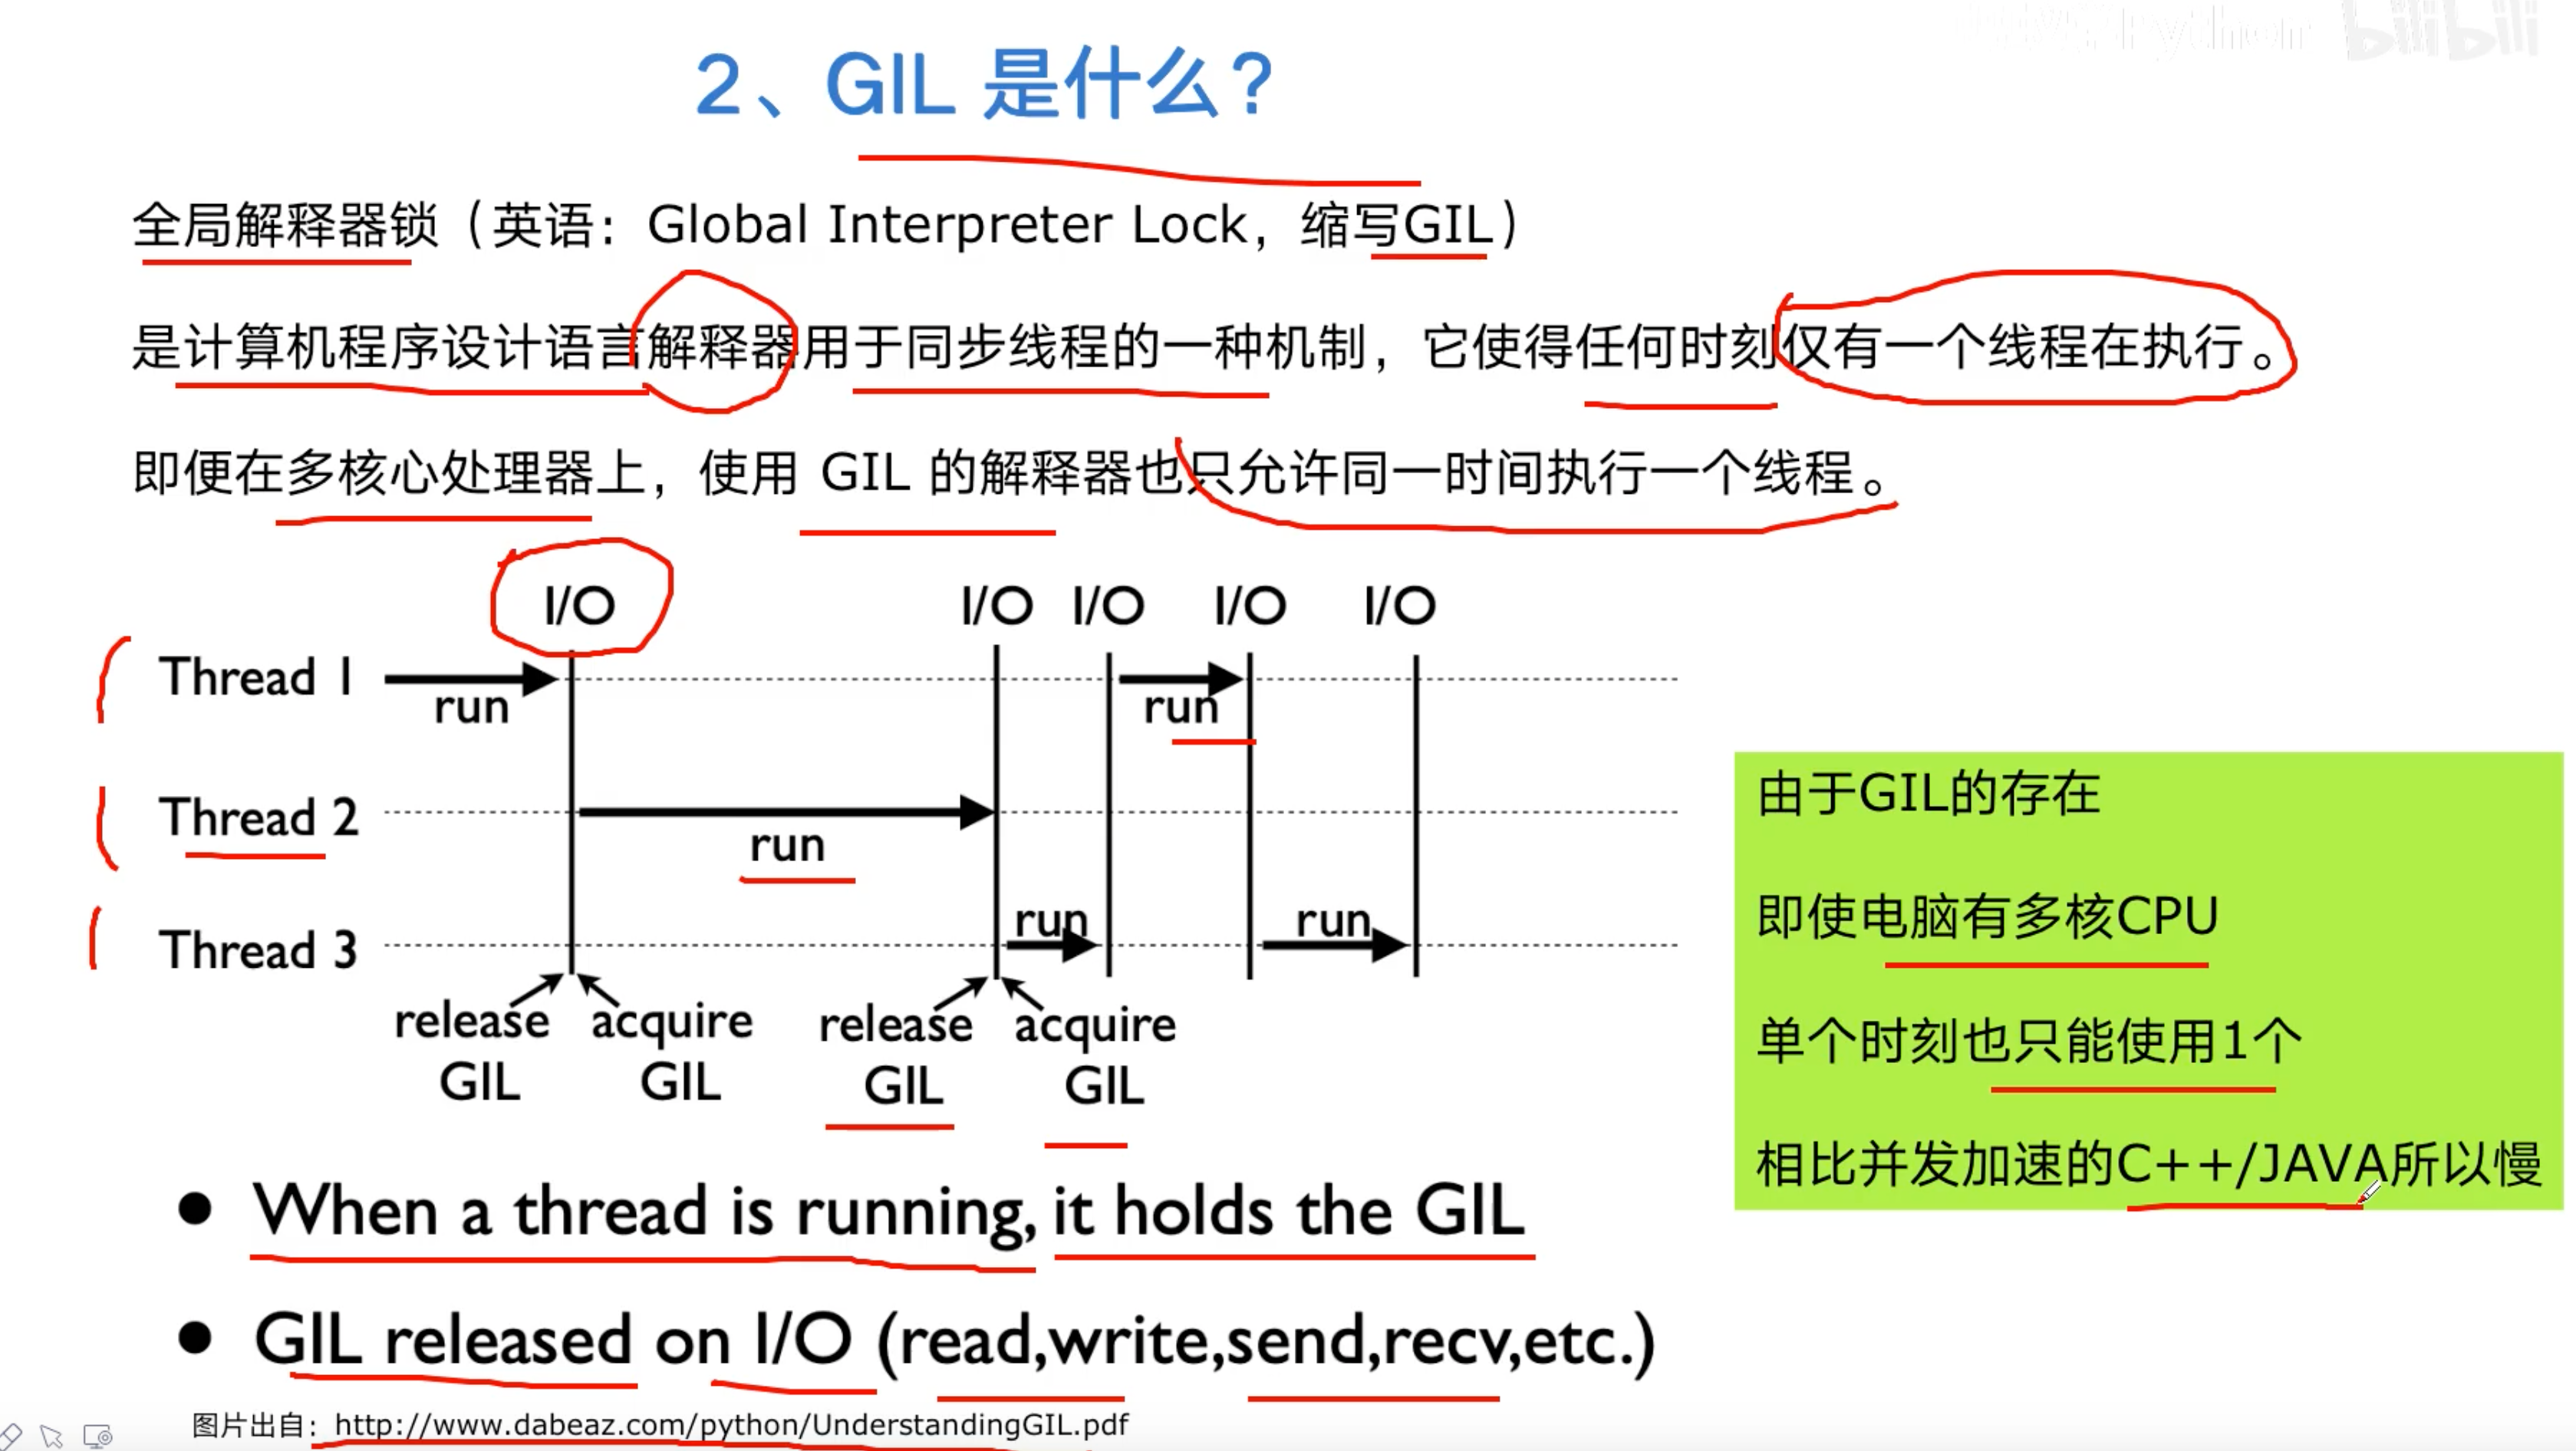 bilibili
2、GIL 是什么?
全局解释器锁（英语：Global Interpreter Lock，缩写GIL）
是计算机程序设计语言解释器用于同步线程的一种机制，它使得任何时刻仅有一个线程在执行。
即便在多核心处理器上，使用 GIL 的解释器也只允许同一时间执行一个线程。
I/O I/O I/O I/O I/O
Thread 1
run run
Thread 2
run
Thread 3
run run
release GIL
acquire GIL
release GIL
acquire GIL
由于GIL的存在
即使电脑有多核CPU
单个时刻也只能使用1个
相比并发加速的C++/JAVA所以慢
● When a thread is running, it holds the GIL
● GIL released on I/O (read,write,send,recv,etc.)
图片出自：http://www.dabeaz.com/python/UnderstandingGIL.pdf